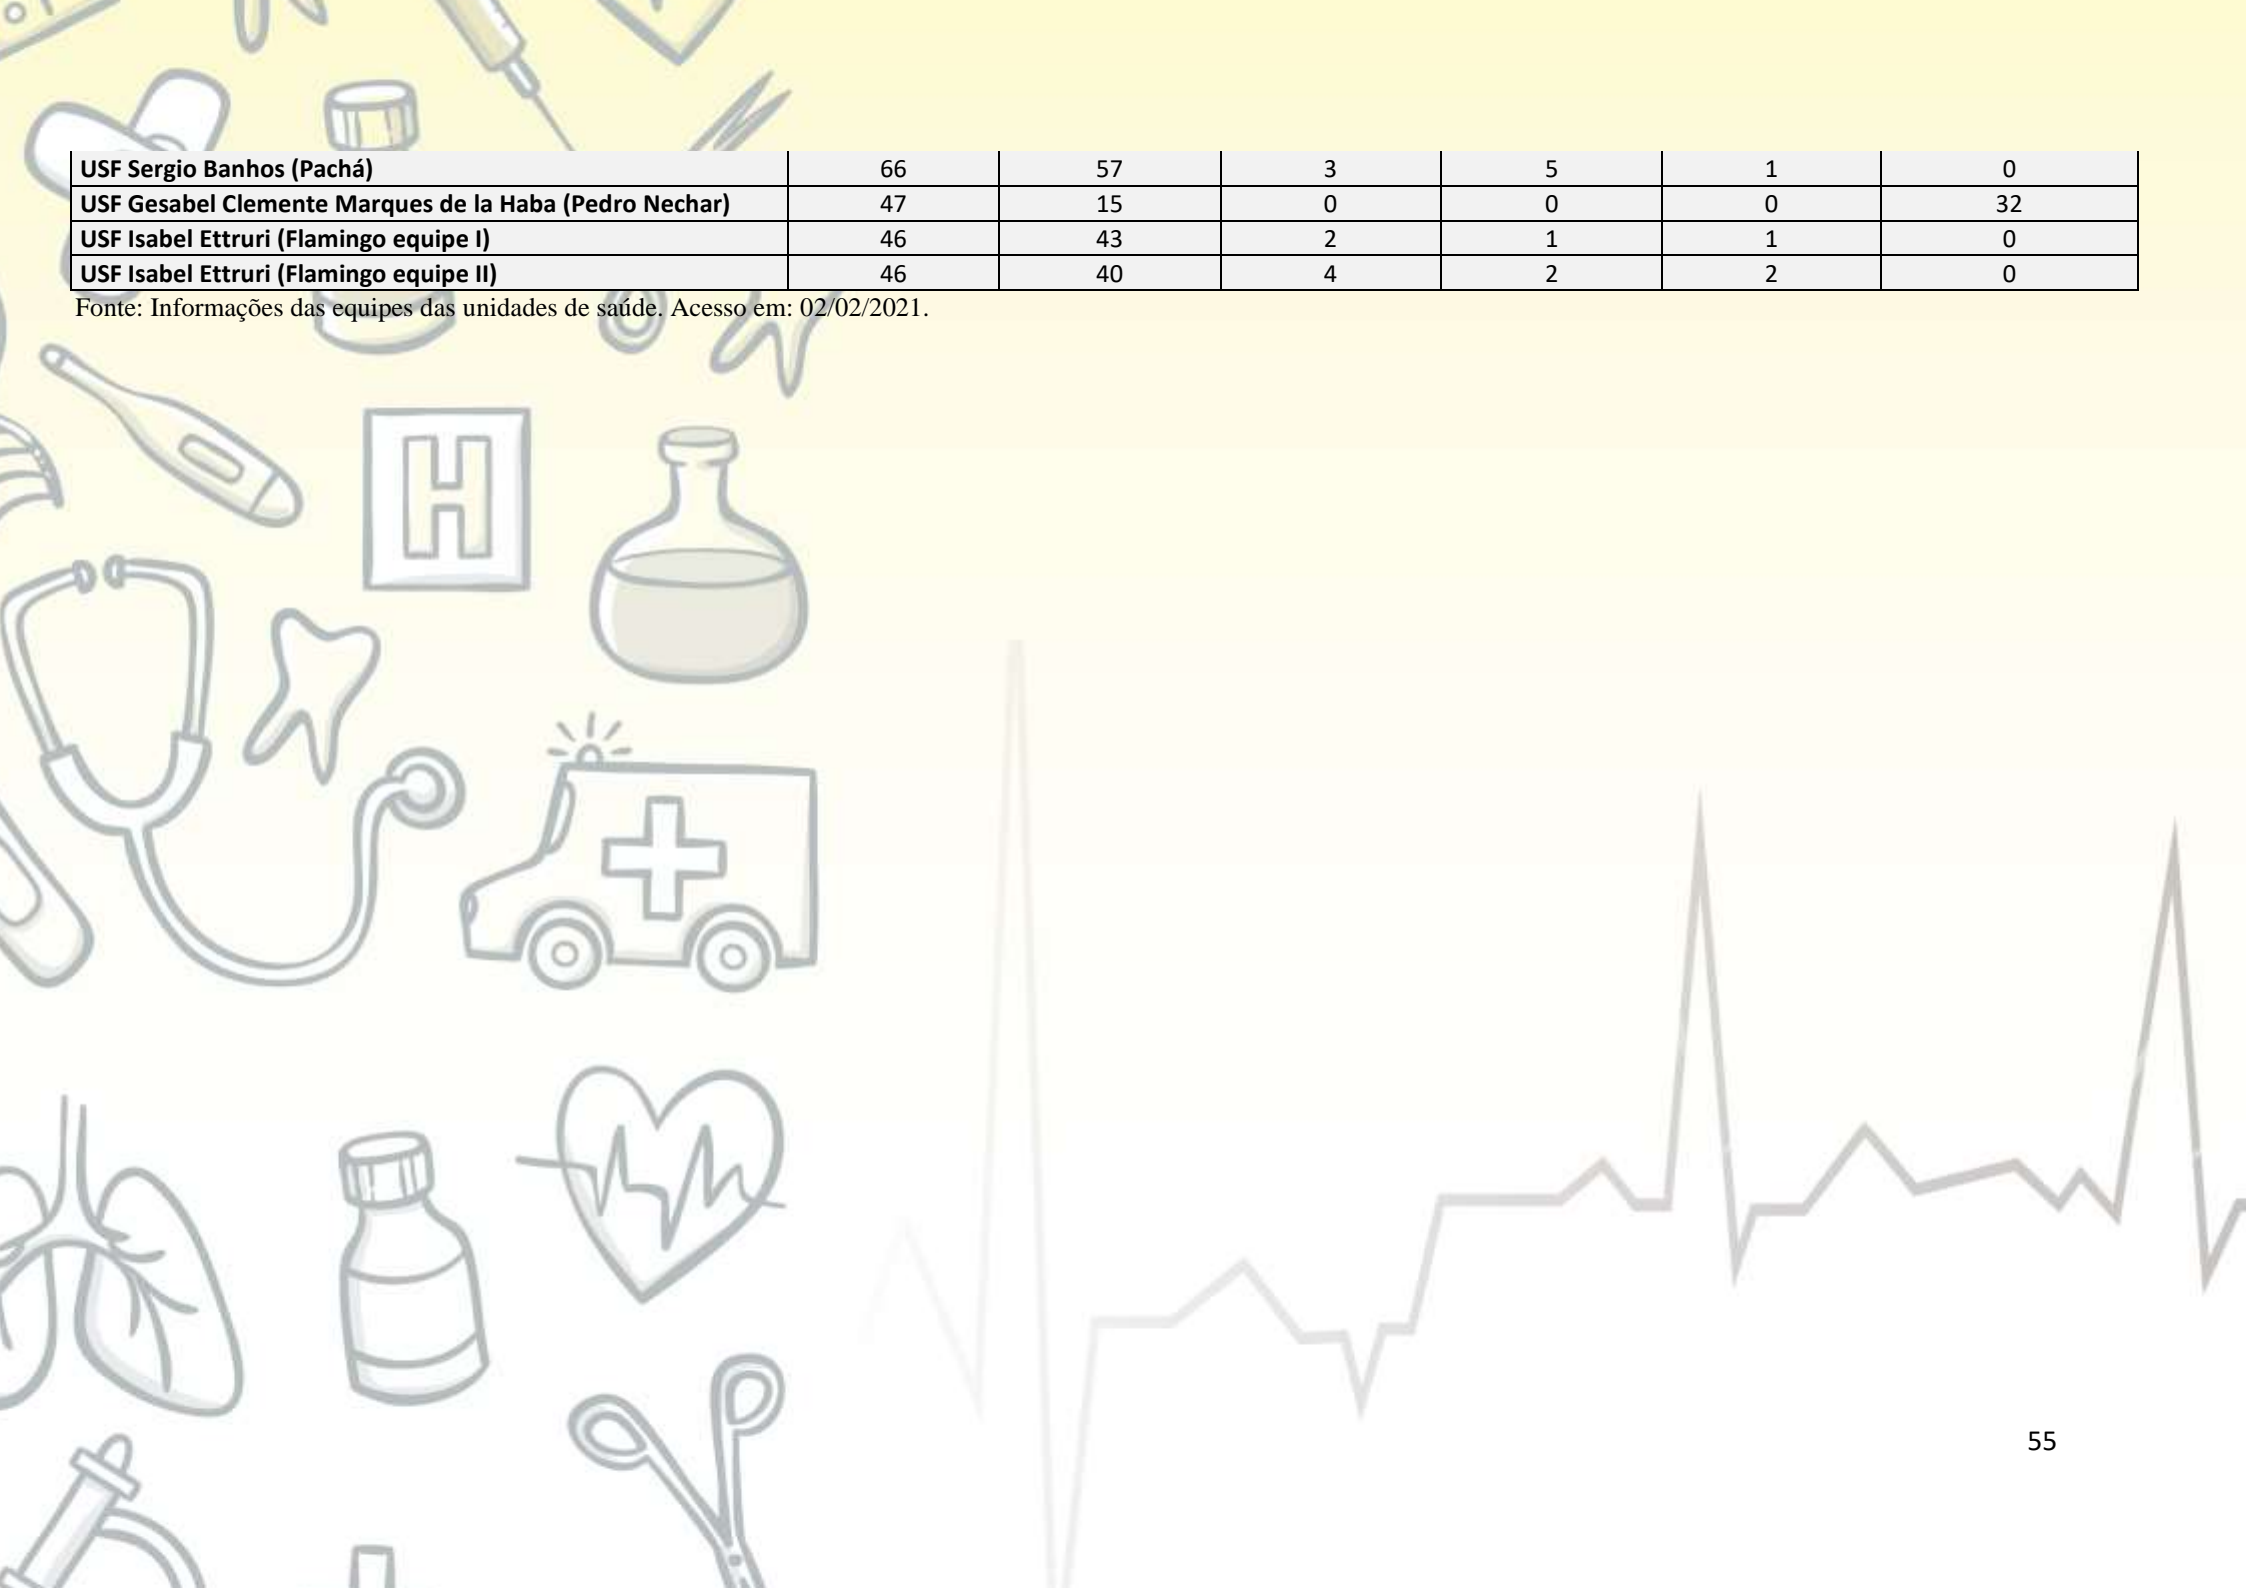 USF Sergio Banhos (Pachá) 66 57 3 5 1 0
USF Gesabel Clemente Marques de la Haba (Pedro Nechar) 47 15 0 0 0 32
USF Isabel Ettruri (Flamingo equipe I) 46 43 2 1 1 0
USF Isabel Ettruri (Flamingo equipe II) 46 40 4 2 2 0
Fonte: Informações das equipes das unidades de saúde. Acesso em: 02/02/2021.
H
55